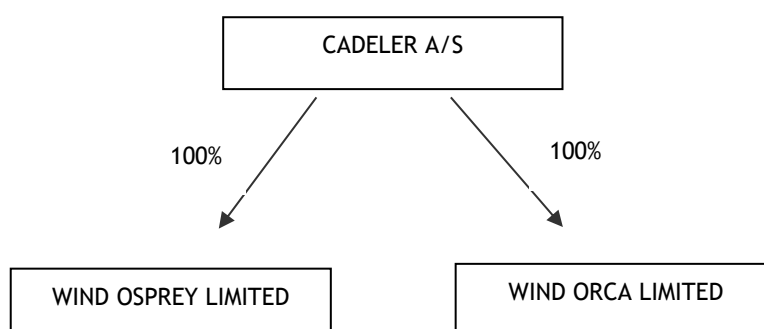 CADELER A/S
100%
100%
WIND OSPREY LIMITED
WIND ORCA LIMITED